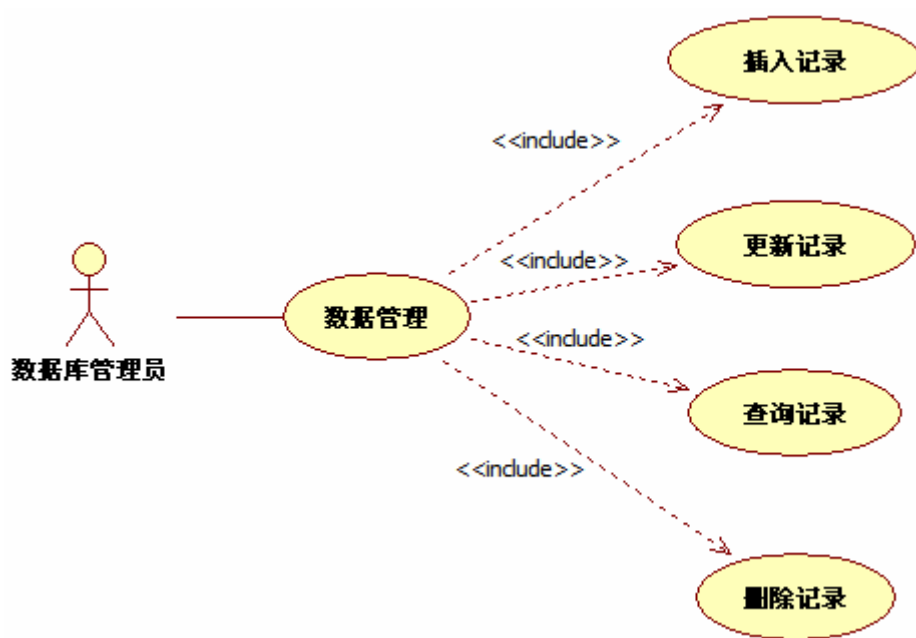 插入记录
<<include>>
更新记录
<<include>>
数据管理
<<include>>
数据库管理员
查询记录
<<include>>
删除记录